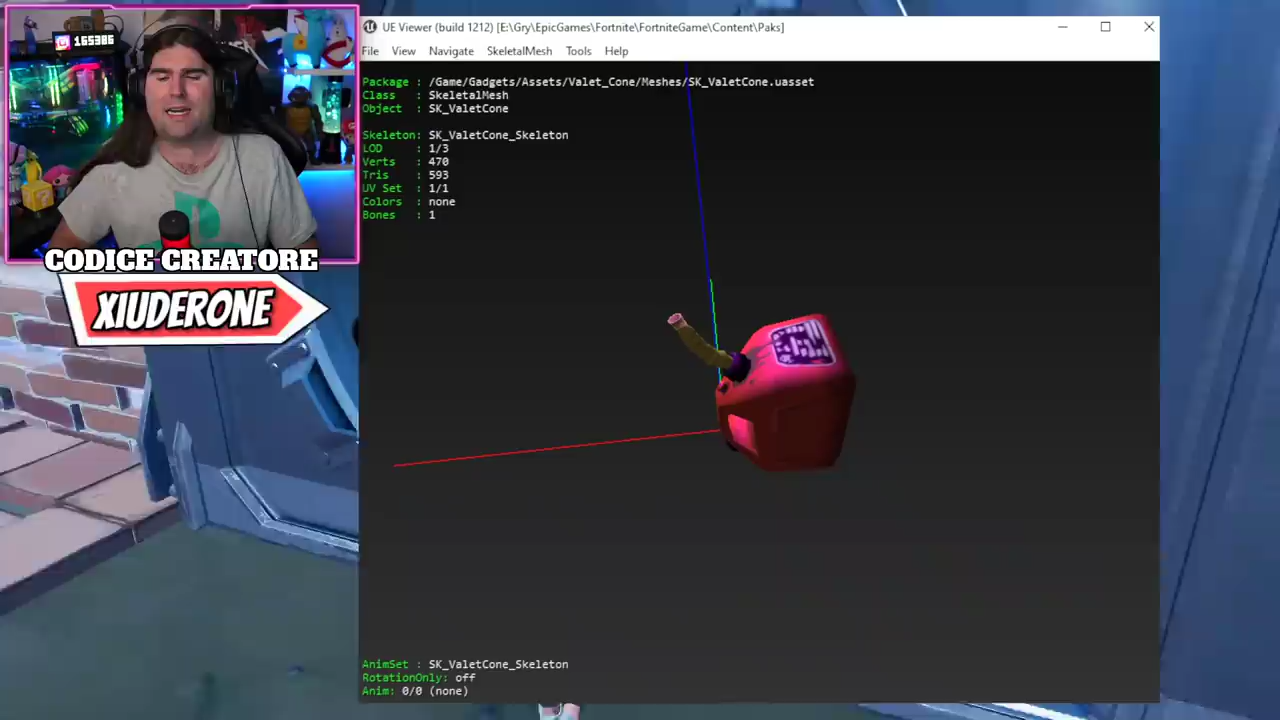 165386
CODICE CREATORE
XIUDERONE
UE Viewer (build 1212) [E:\Gry\EpicGames\Fortnite\FortniteGame\Content\Paks]
File View Navigate SkeletalMesh Tools Help
Package : /Game/Gadgets/Assets/Valet_Cone/Meshes/SK_ValetCone.uasset
Class : SkeletalMesh
Object : SK_ValetCone
Skeleton: SK_ValetCone_Skeleton
LOD : 1/3
Verts : 470
Tris : 593
UV Set : 1/1
Colors : none
Bones : 1
AnimSet : SK_ValetCone_Skeleton
RotationOnly: off
Anim: 0/0 (none)